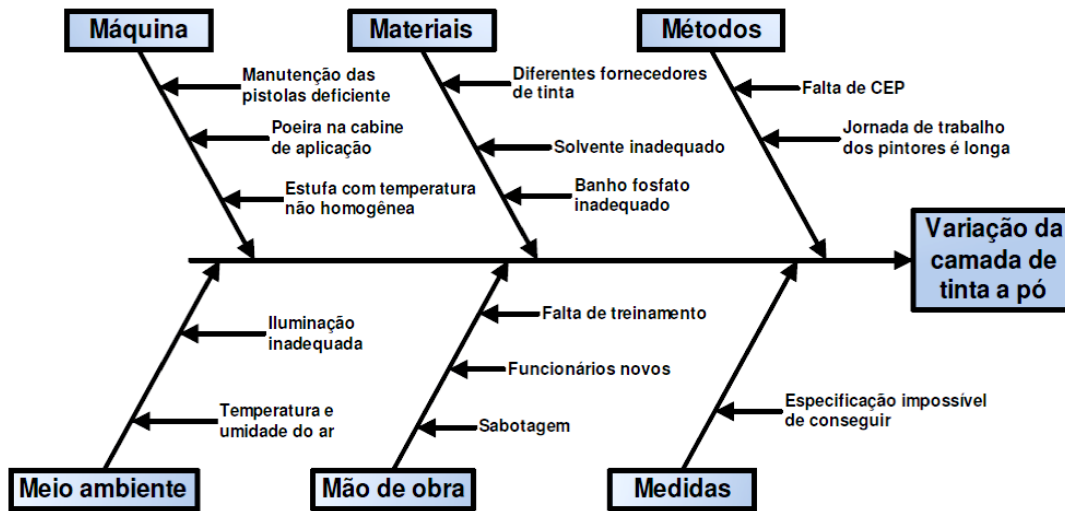 Máquina
Materiais
Métodos
Manutenção das
pistolas deficiente
Poeira na cabine
de aplicação
Estufa com temperatura
não homogênea
Diferentes fornecedores
de tinta
Solvente inadequado
Banho fosfato
inadequado
Falta de CEP
Jornada de trabalho
dos pintores é longa
Variação da
camada de
tinta a pó
Iluminação
inadequada
Temperatura e
umidade do ar
Falta de treinamento
Funcionários novos
Sabotagem
Especificação impossível
de conseguir
Meio ambiente
Mão de obra
Medidas